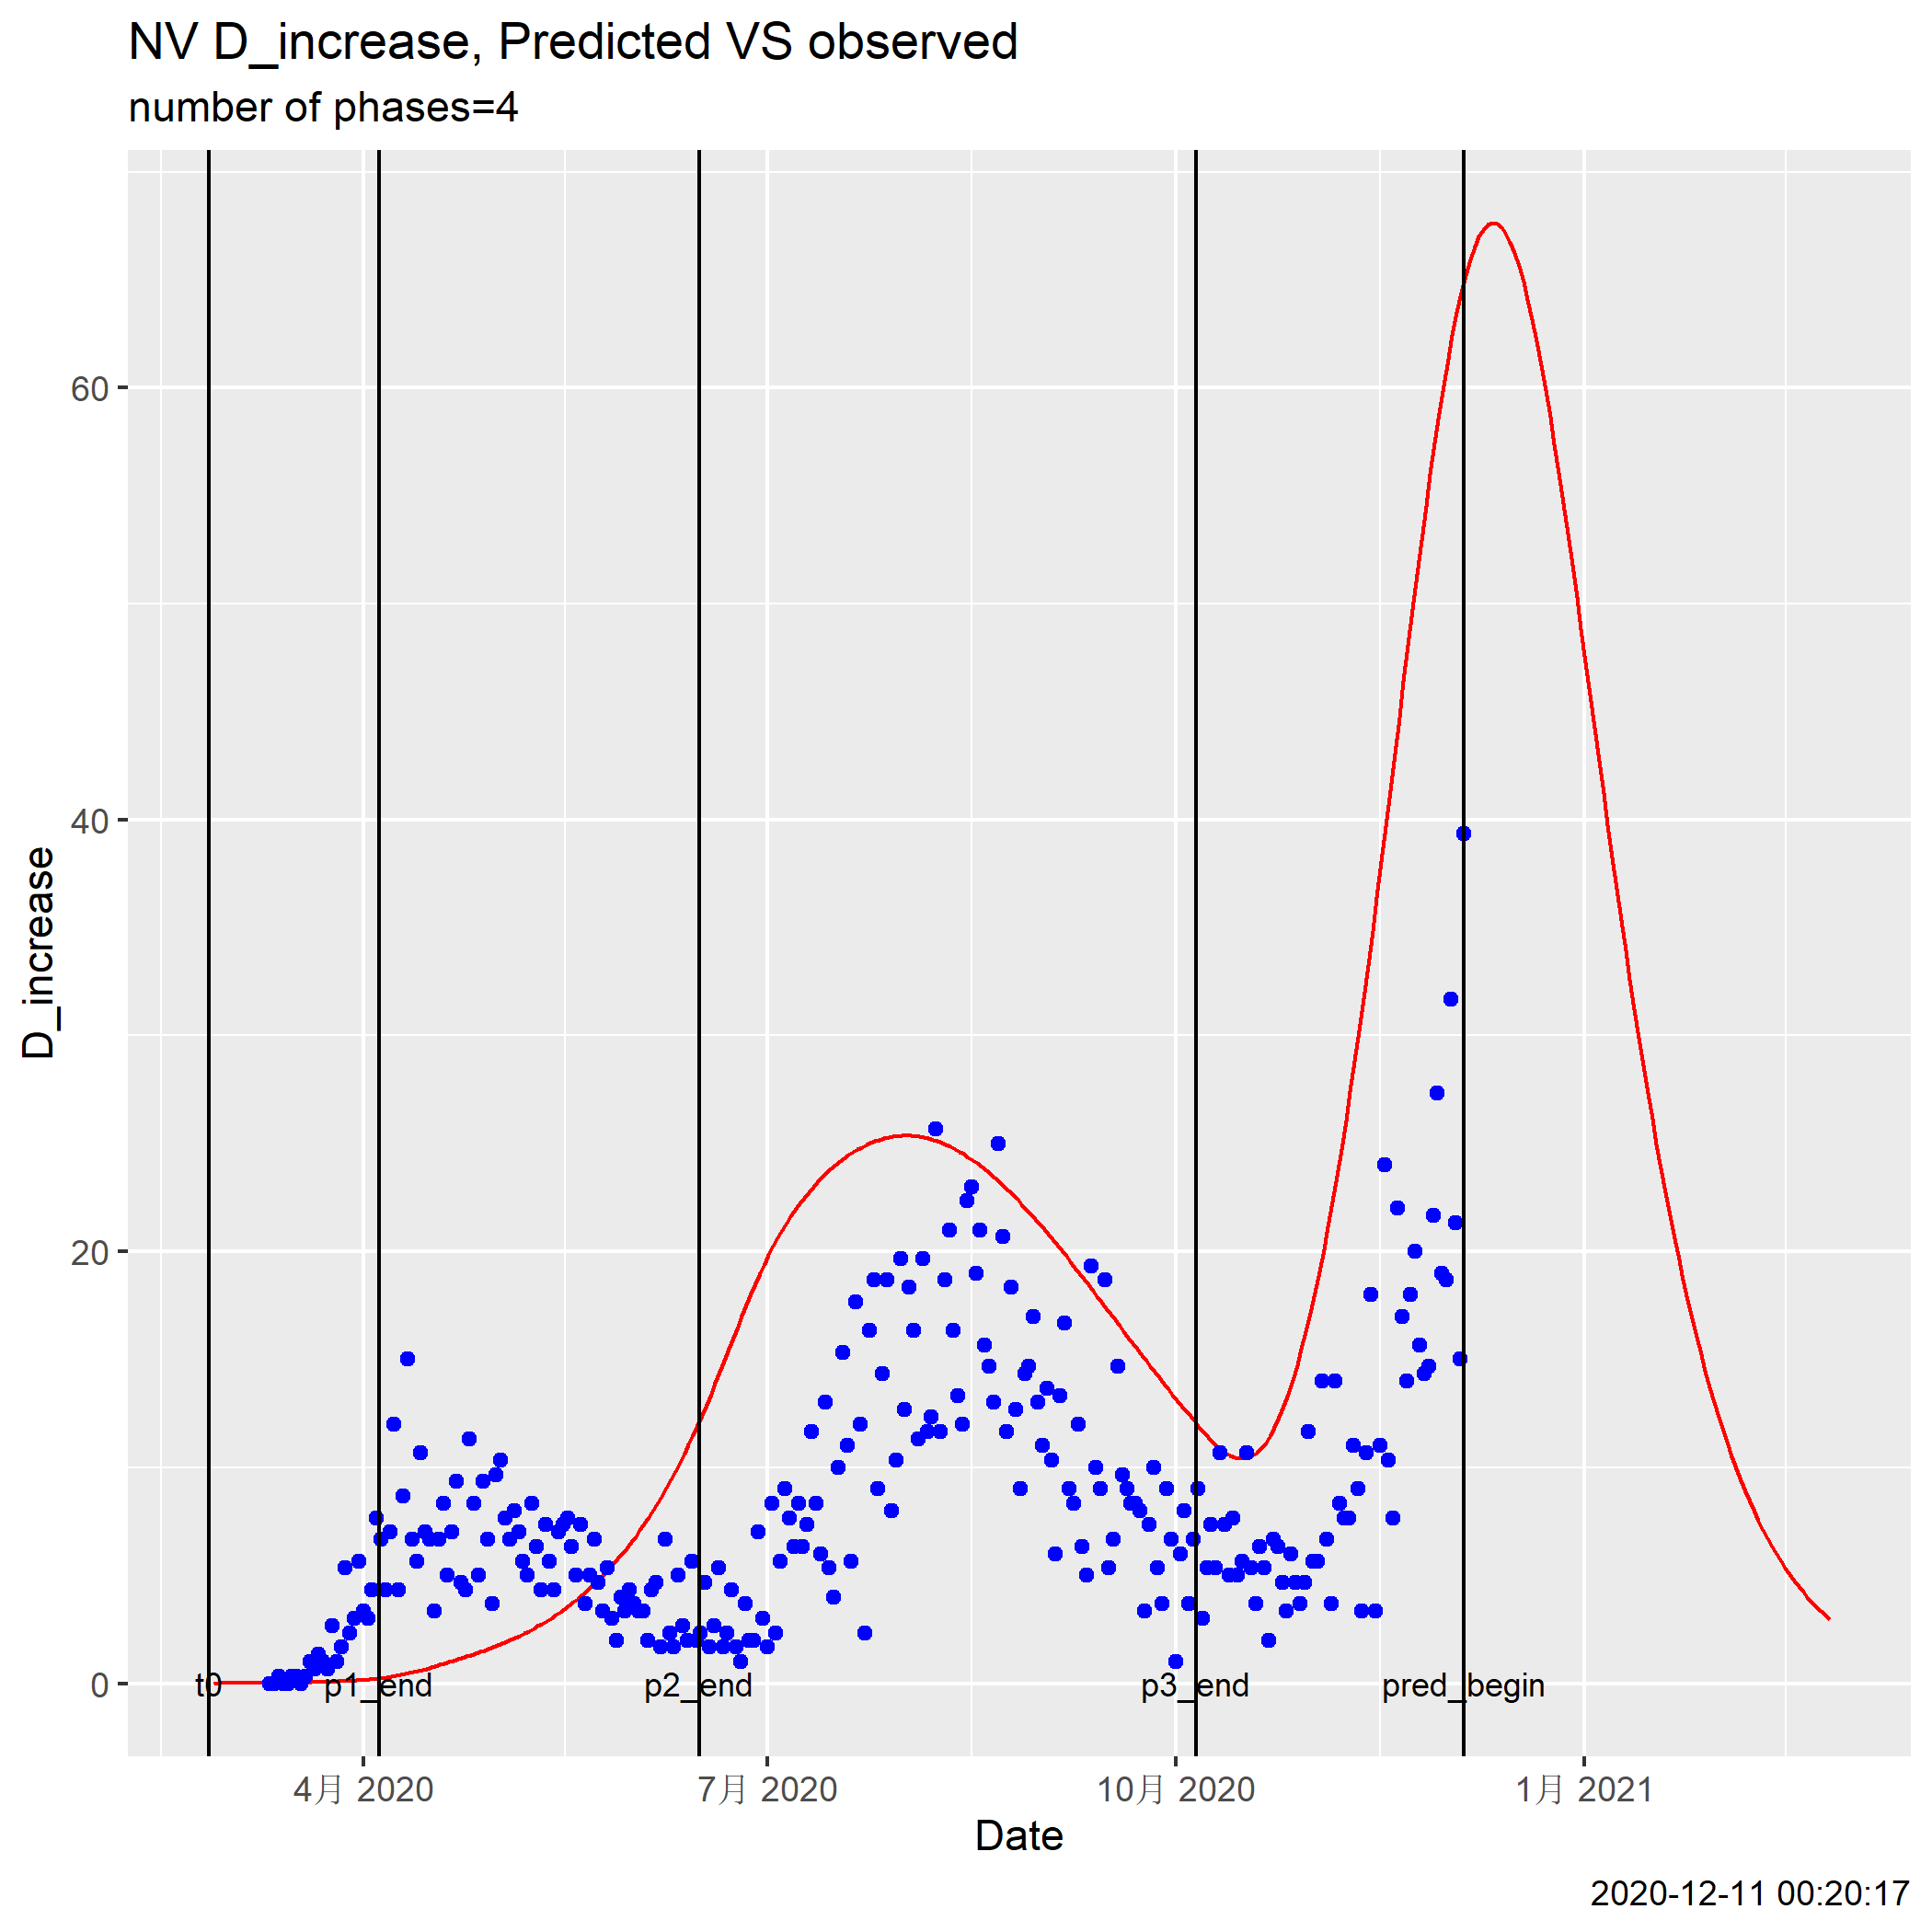 NV D_increase, Predicted VS observed
number of phases=4
D_increase
60
40
20
0
t0
p1_end
p2_end
p3_end
pred_begin
4月 2020
7月 2020
10月 2020
1月 2021
Date
2020-12-11 00:20:17